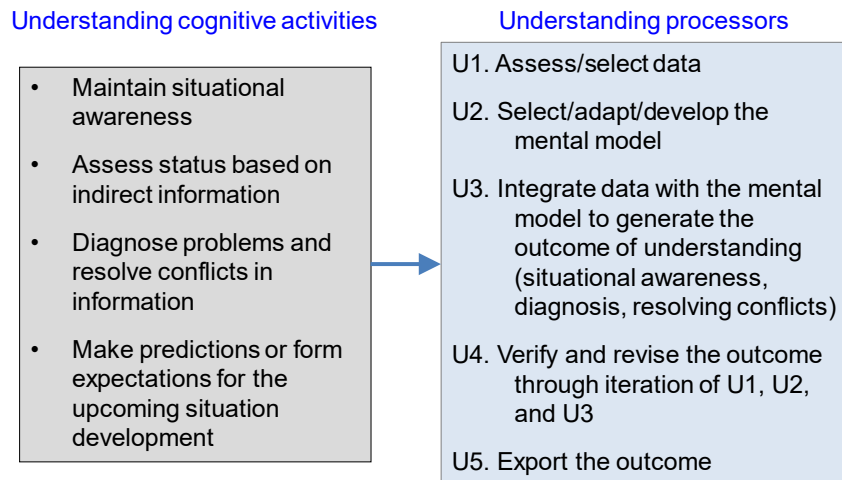 Understanding cognitive activities
• Maintain situational
awareness
• Assess status based on
indirect information
• Diagnose problems and
resolve conflicts in
information
• Make predictions or form
expectations for the
upcoming situation
development
Understanding processors
U1. Assess/select data
U2. Select/adapt/develop the
mental model
U3. Integrate data with the mental
model to generate the
outcome of understanding
(situational awareness,
diagnosis, resolving conflicts)
U4. Verify and revise the outcome
through iteration of U1, U2,
and U3
U5. Export the outcome